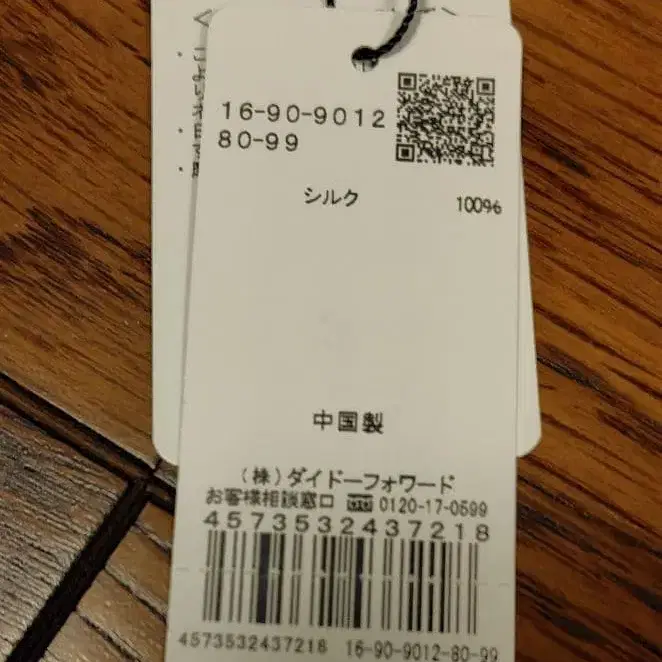 16-90-9012
80-99
シルク 100%
中国製
(株)ダイドーフォワード
お客様相談窓口 0120-17-0599
4573532437218
4573532437218 16-90-9012-80-99